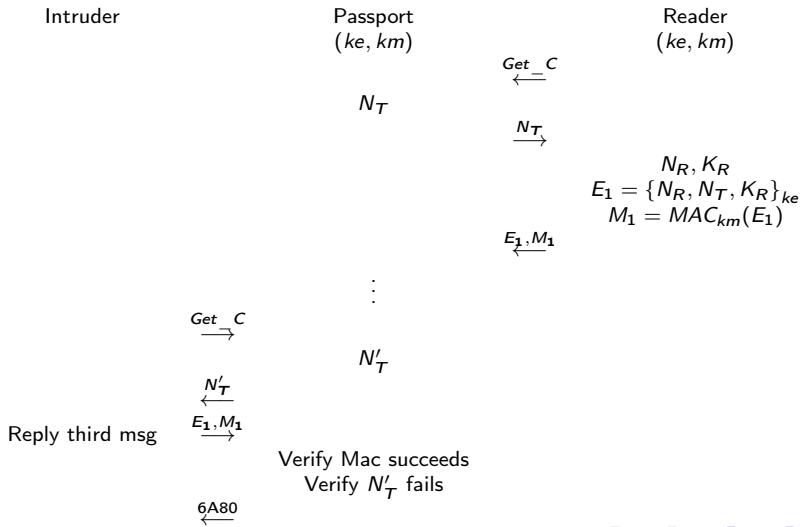 Intruder Passport Reader
(ke, km) (ke, km)
Get_C
←
N_T
N_T
→
N_R, K_R
E_1 = {N_R, N_T, K_R}_ke
M_1 = MAC_km(E_1)
E_1, M_1
←
⋮
Get_C
→
N'_T
N'_T
←
E_1, M_1
Reply third msg →
Verify Mac succeeds
Verify N'_T fails
6A80
←